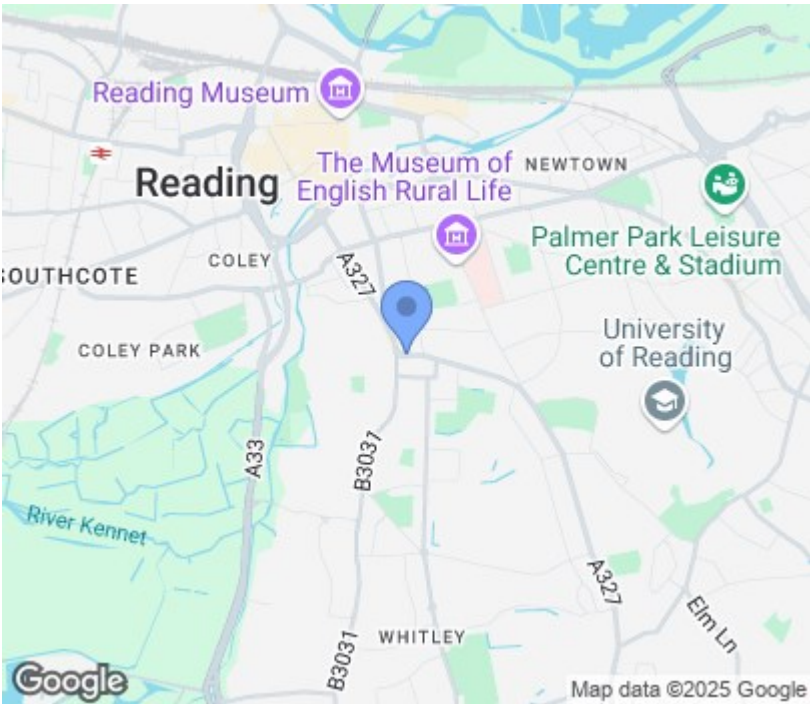 Reading Museum
The Museum of
English Rural Life
NEWTOWN
Reading
Palmer Park Leisure
Centre & Stadium
COLEY
SOUTHCOTE
A327
COLEY PARK
University
of Reading
A33
B3031
River Kennet
A327
Elm Ln
WHITLEY
B3031
Google
Map data ©2025 Google